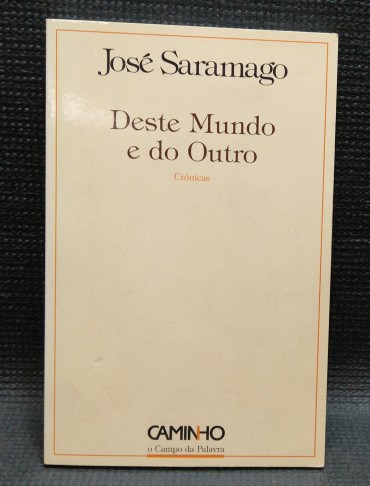 José Saramago
Deste Mundo
e do Outro
Crónicas
CAMINHO
o Campo da Palavra